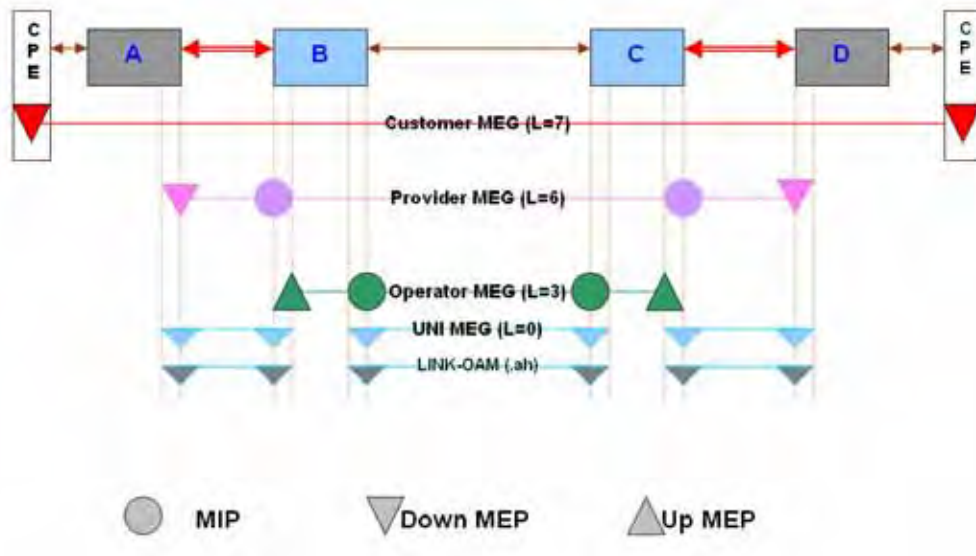 C
P
E
C
P
E
A
B
C
D
Customer MEG (L=7)
Provider MEG (L=6)
Operator MEG (L=3)
UNI MEG (L=0)
LINK-OAM (.ah)
MIP
Down MEP
Up MEP